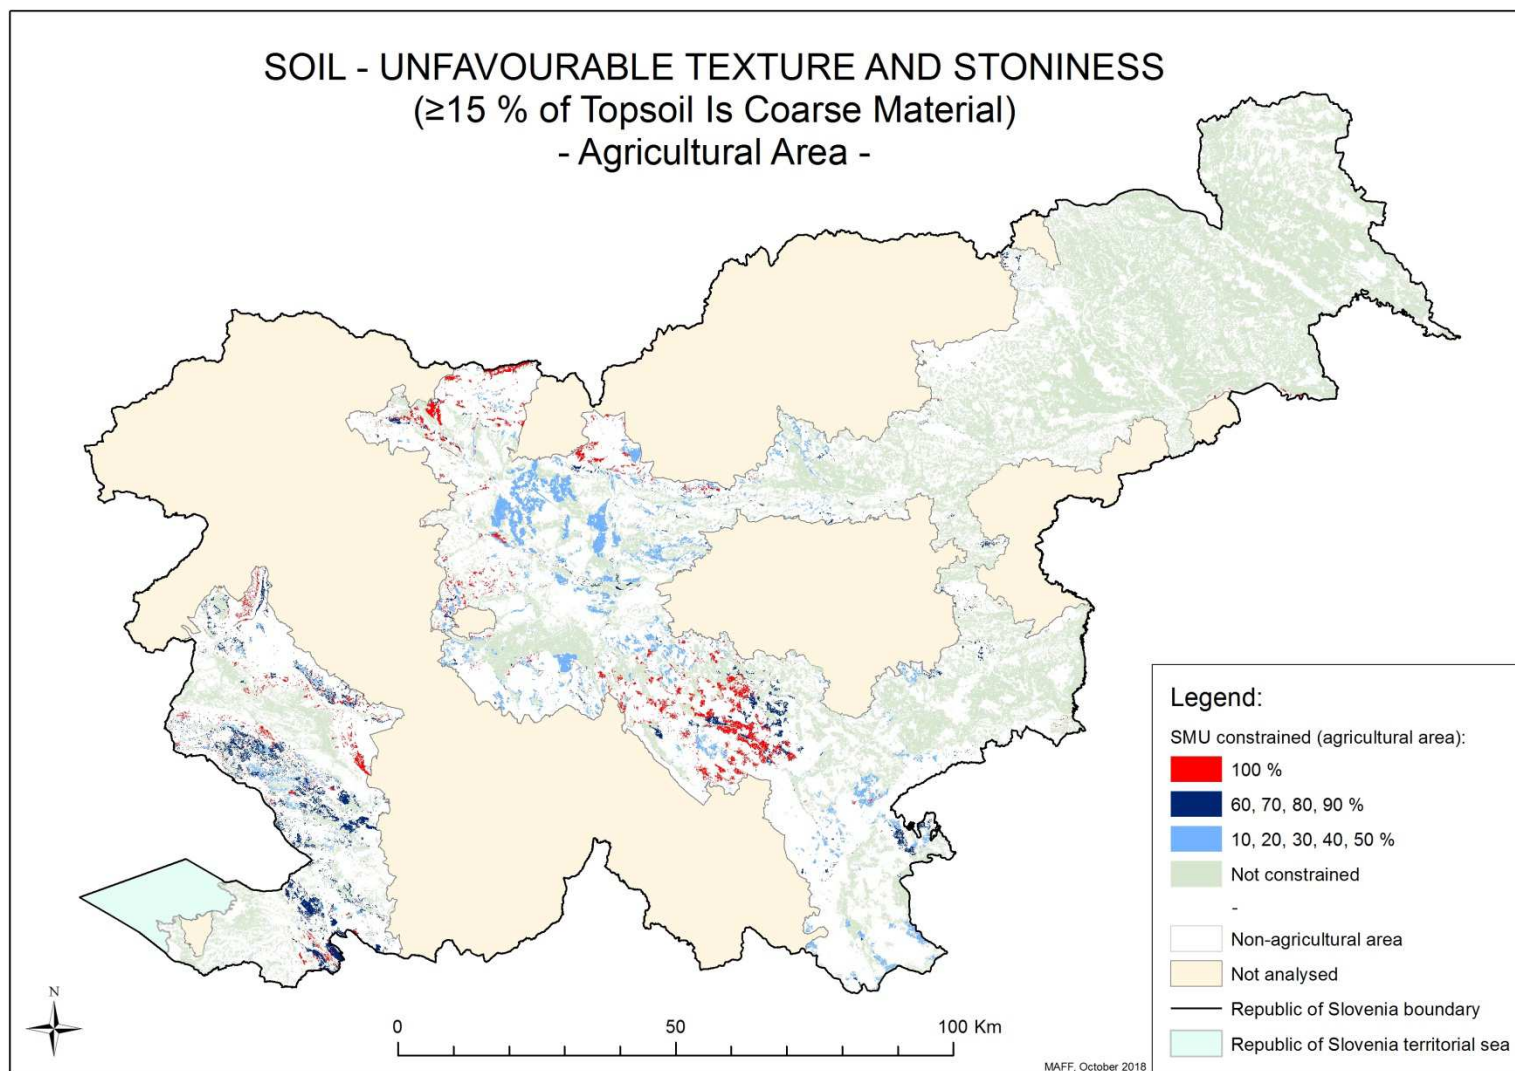 SOIL - UNFAVOURABLE TEXTURE AND STONINESS
(≥15 % of Topsoil Is Coarse Material)
- Agricultural Area -
Legend:
SMU constrained (agricultural area):
100 %
60, 70, 80, 90 %
10, 20, 30, 40, 50 %
Not constrained
-
Non-agricultural area
Not analysed
Republic of Slovenia boundary
Republic of Slovenia territorial sea
N
0 50 100 Km
MAFF, October 2018